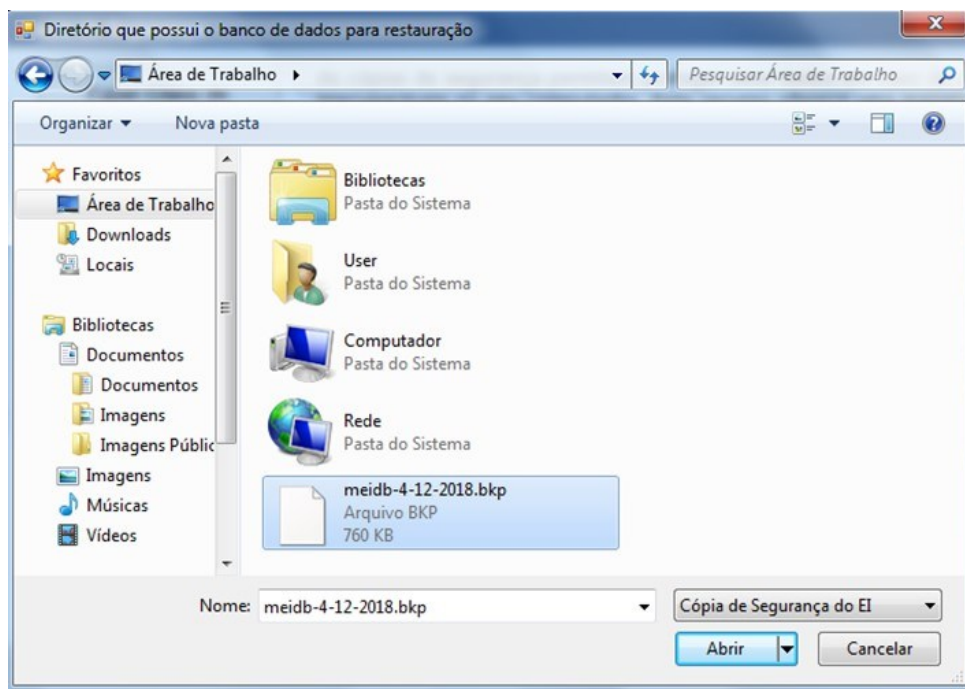 Diretório que possui o banco de dados para restauração
Área de Trabalho
Pesquisar Área de Trabalho
Organizar
Nova pasta
Favoritos
Área de Trabalho
Downloads
Locais
Bibliotecas
Documentos
Documentos
Imagens
Imagens Públic
Imagens
Músicas
Vídeos
Bibliotecas
Pasta do Sistema
User
Pasta do Sistema
Computador
Pasta do Sistema
Rede
Pasta do Sistema
meidb-4-12-2018.bkp
Arquivo BKP
760 KB
Nome: meidb-4-12-2018.bkp
Cópia de Segurança do EI
Abrir
Cancelar